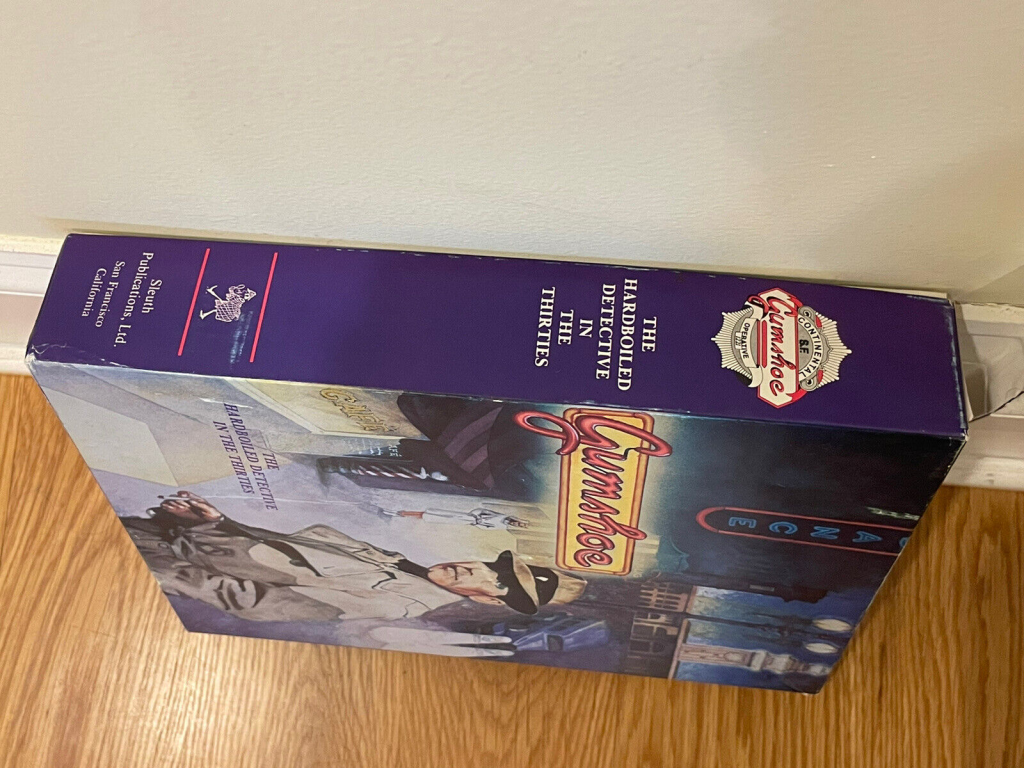 Gumshoe
CONTINENTAL
S.F.
OPERATIVE
THE
HARDBOILED
DETECTIVE
IN
THE
THIRTIES
Sleuth
Publications, Ltd.
San Francisco
California
Gumshoe
THE
HARDBOILED DETECTIVE
IN THE THIRTIES
ANCE